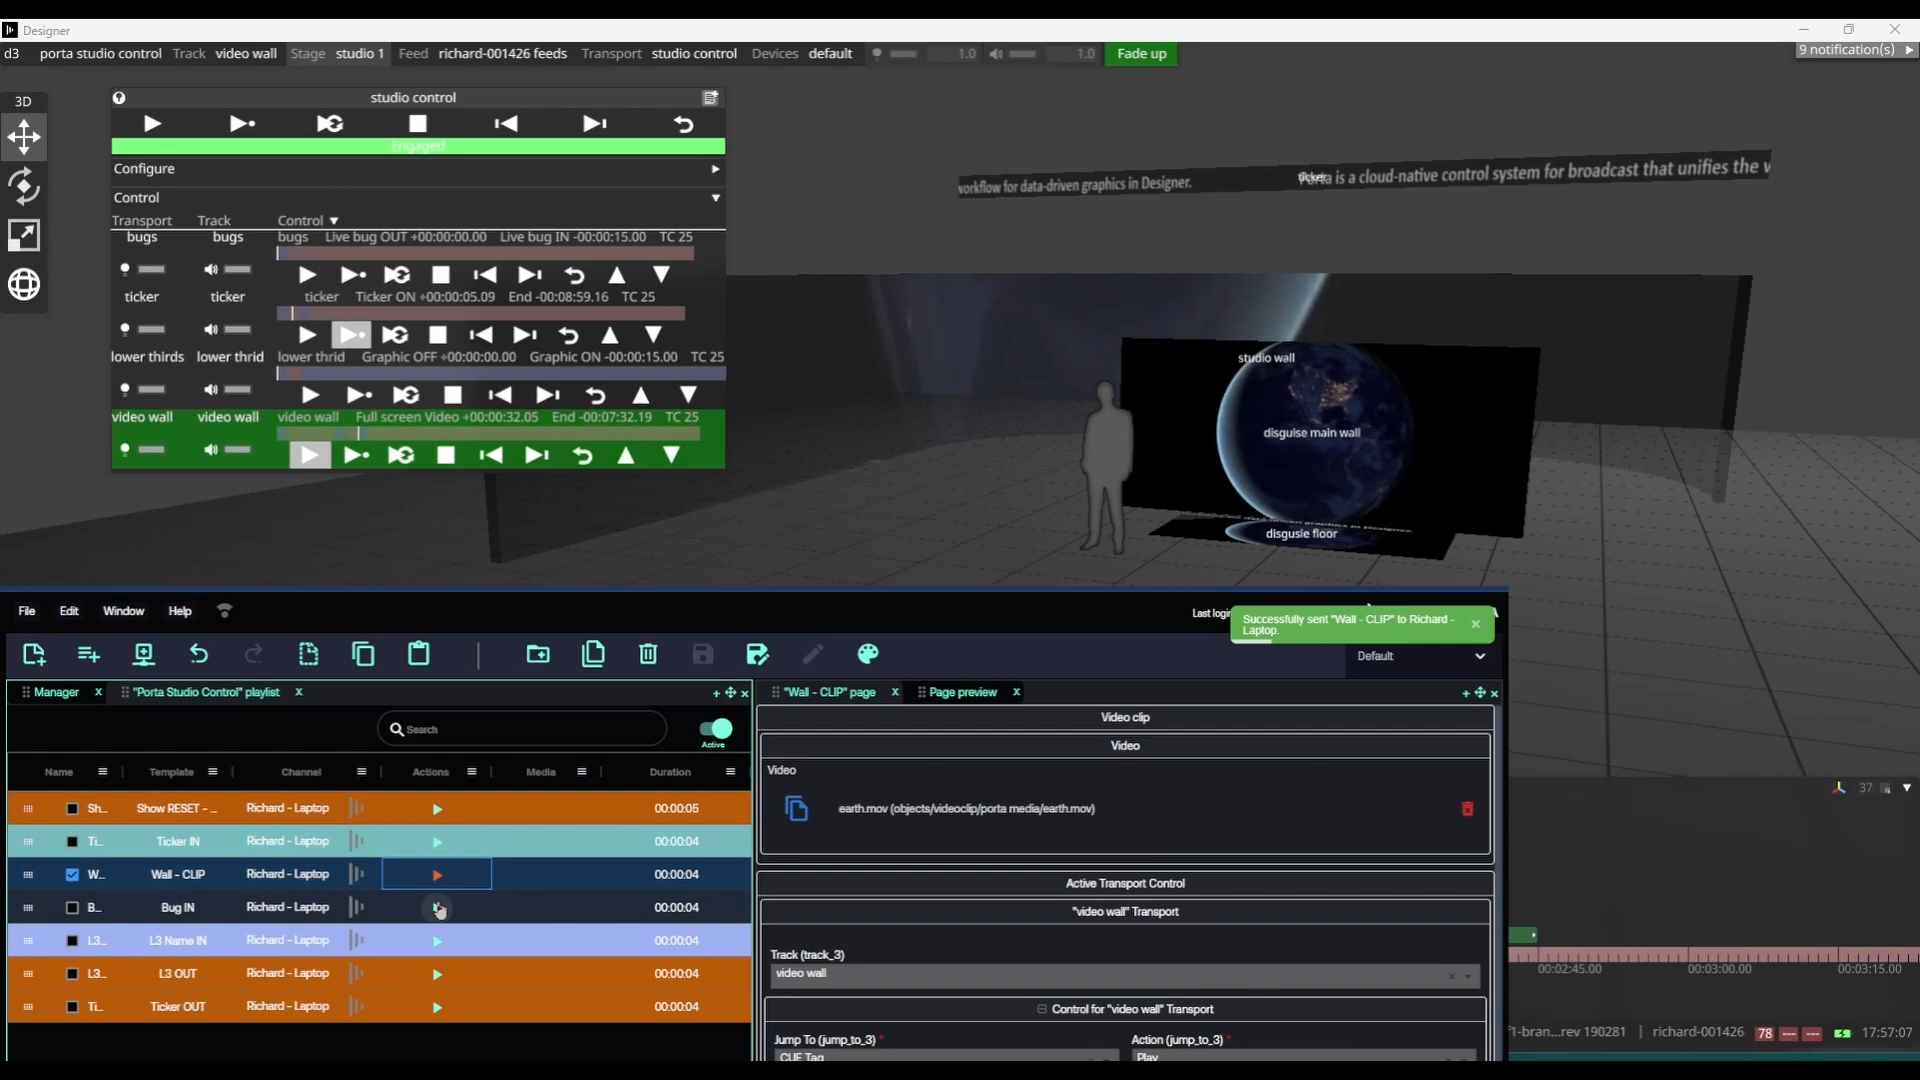 Designer
d3 porta studio control Track video wall Stage studio 1 Feed richard-001426 feeds Transport studio control Devices default 1.0 1.0 Fade up
9 notification(s)
3D
studio control
Engaged
Configure
Control
Transport Track Control
bugs bugs bugs Live bug OUT +00:00:00.00 Live bug IN -00:00:15.00 TC 25
ticker ticker ticker Ticker ON +00:00:05.09 End -00:08:59.16 TC 25
lower thirds lower thrid lower thrid Graphic OFF +00:00:00.00 Graphic ON -00:00:15.00 TC 25
video wall video wall video wall Full screen Video +00:00:32.05 End -00:07:32.19 TC 25
workflow for data-driven graphics in Designer.
ticker
is a cloud-native control system for broadcast that unifies the
studio wall
disguise main wall
disgusie floor
File Edit Window Help
Last login
Successfully sent "Wall - CLIP" to Richard -
Laptop.
Default
Manager x "Porta Studio Control" playlist x
"Wall - CLIP" page x Page preview x
Search
Active
Name Template Channel Actions Media Duration
Sh... Show RESET - ... Richard - Laptop 00:00:05
Ti... Ticker IN Richard - Laptop 00:00:04
W... Wall - CLIP Richard - Laptop 00:00:04
B... Bug IN Richard - Laptop 00:00:04
L3... L3 Name IN Richard - Laptop 00:00:04
L3... L3 OUT Richard - Laptop 00:00:04
Ti... Ticker OUT Richard - Laptop 00:00:04
Video clip
Video
Video
earth.mov (objects/videoclip/porta media/earth.mov)
Active Transport Control
"video wall" Transport
Track (track_3)
video wall
Control for "video wall" Transport
Jump To (jump_to_3) * Action (jump_to_3) *
CUE Tag Play
37
00:02:45.00 00:03:00.00 00:03:15.00
1-bran...rev 190281 | richard-001426 78 17:57:07